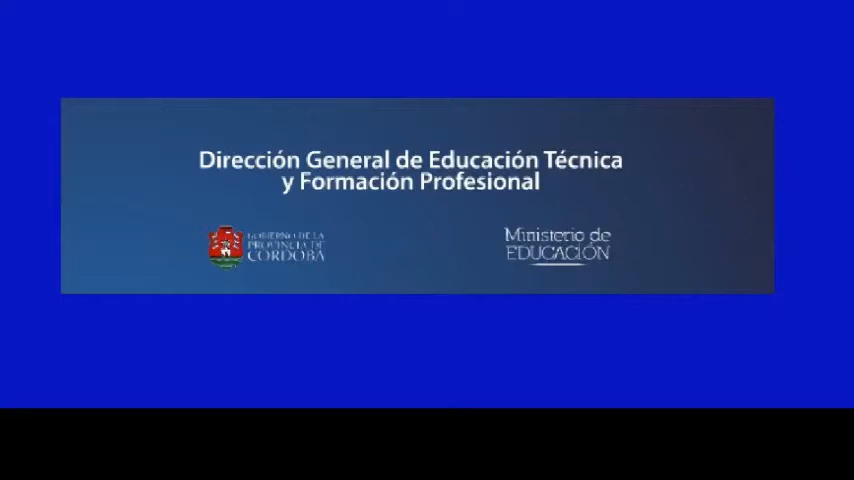 Dirección General de Educación Técnica
y Formación Profesional
GOBIERNO DE LA
PROVINCIA DE
CÓRDOBA
Ministerio de
EDUCACIÓN